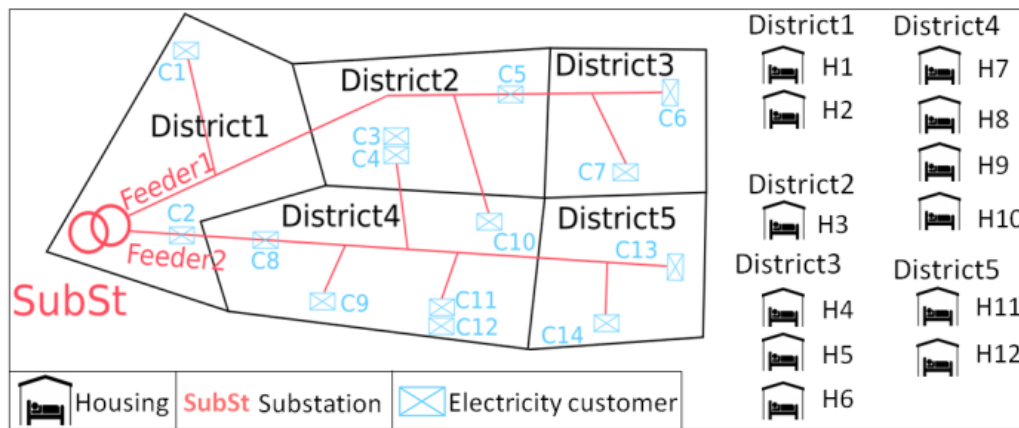 District1
District2
District3
District4
District5
C1
C2
C3
C4
C5
C6
C7
C8
C9
C10
C11
C12
C13
C14
Feeder1
Feeder2
SubSt
District1
H1
H2
District2
H3
District3
H4
H5
H6
District4
H7
H8
H9
H10
District5
H11
H12
Housing
SubSt Substation
Electricity customer